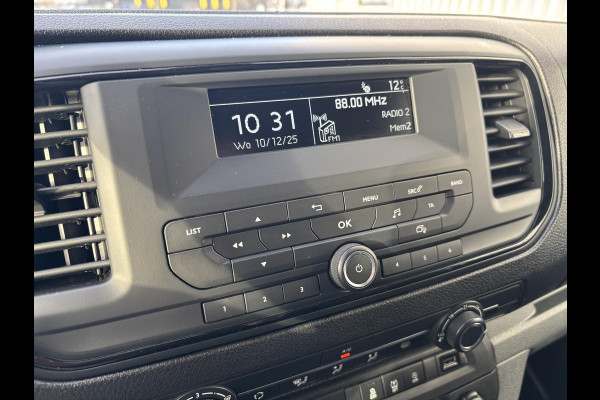 12°C
88.00 MHz
10 31
RADIO 2
FM1
Wo 10/12/25
Mem2
LIST
MENU
SRC
BAND
OK
TA
1 2 3
4 5 6